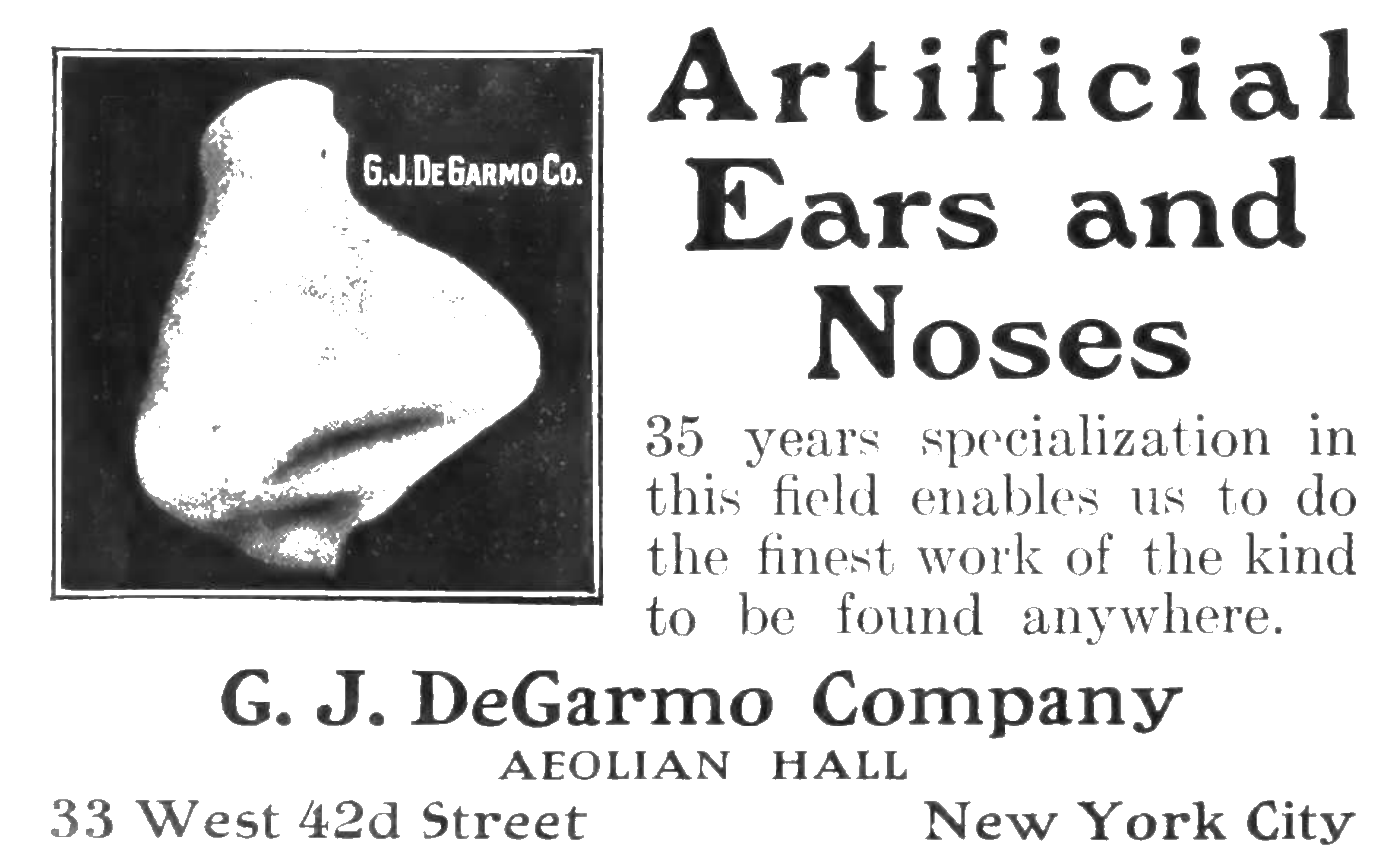 G.J.DEGARMO CO.
Artificial
Ears and
Noses
35 years specialization in
this field enables us to do
the finest work of the kind
to be found anywhere.
G. J. DeGarmo Company
AEOLIAN HALL
33 West 42d Street New York City